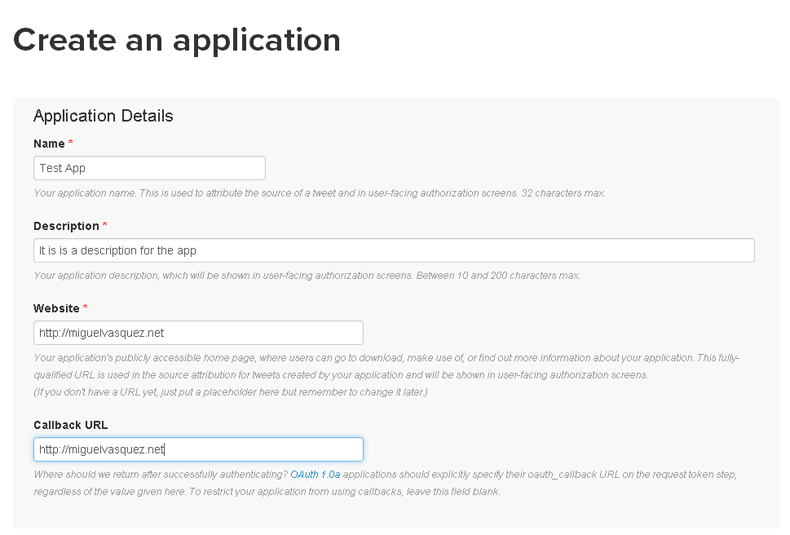 Create an application
Application Details
Name *
Test App
Your application name. This is used to attribute the source of a tweet and in user-facing authorization screens. 32 characters max.
Description *
It is is a description for the app
Your application description, which will be shown in user-facing authorization screens. Between 10 and 200 characters max.
Website *
http://miguelvasquez.net
Your application's publicly accessible home page, where users can go to download, make use of, or find out more information about your application. This fully-
qualified URL is used in the source attribution for tweets created by your application and will be shown in user-facing authorization screens.
(If you don't have a URL yet, just put a placeholder here but remember to change it later.)
Callback URL
http://miguelvasquez.net
Where should we return after successfully authenticating? OAuth 1.0a applications should explicitly specify their oauth_callback URL on the request token step,
regardless of the value given here. To restrict your application from using callbacks, leave this field blank.